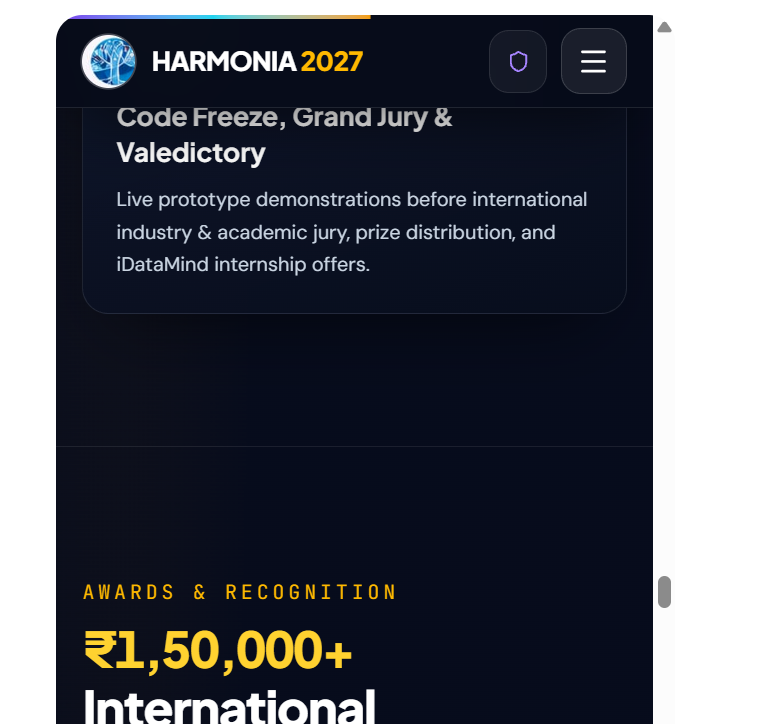 HARMONIA 2027
Code Freeze, Grand Jury &
Valedictory
Live prototype demonstrations before international
industry & academic jury, prize distribution, and
iDataMind internship offers.
AWARDS & RECOGNITION
₹1,50,000+
International